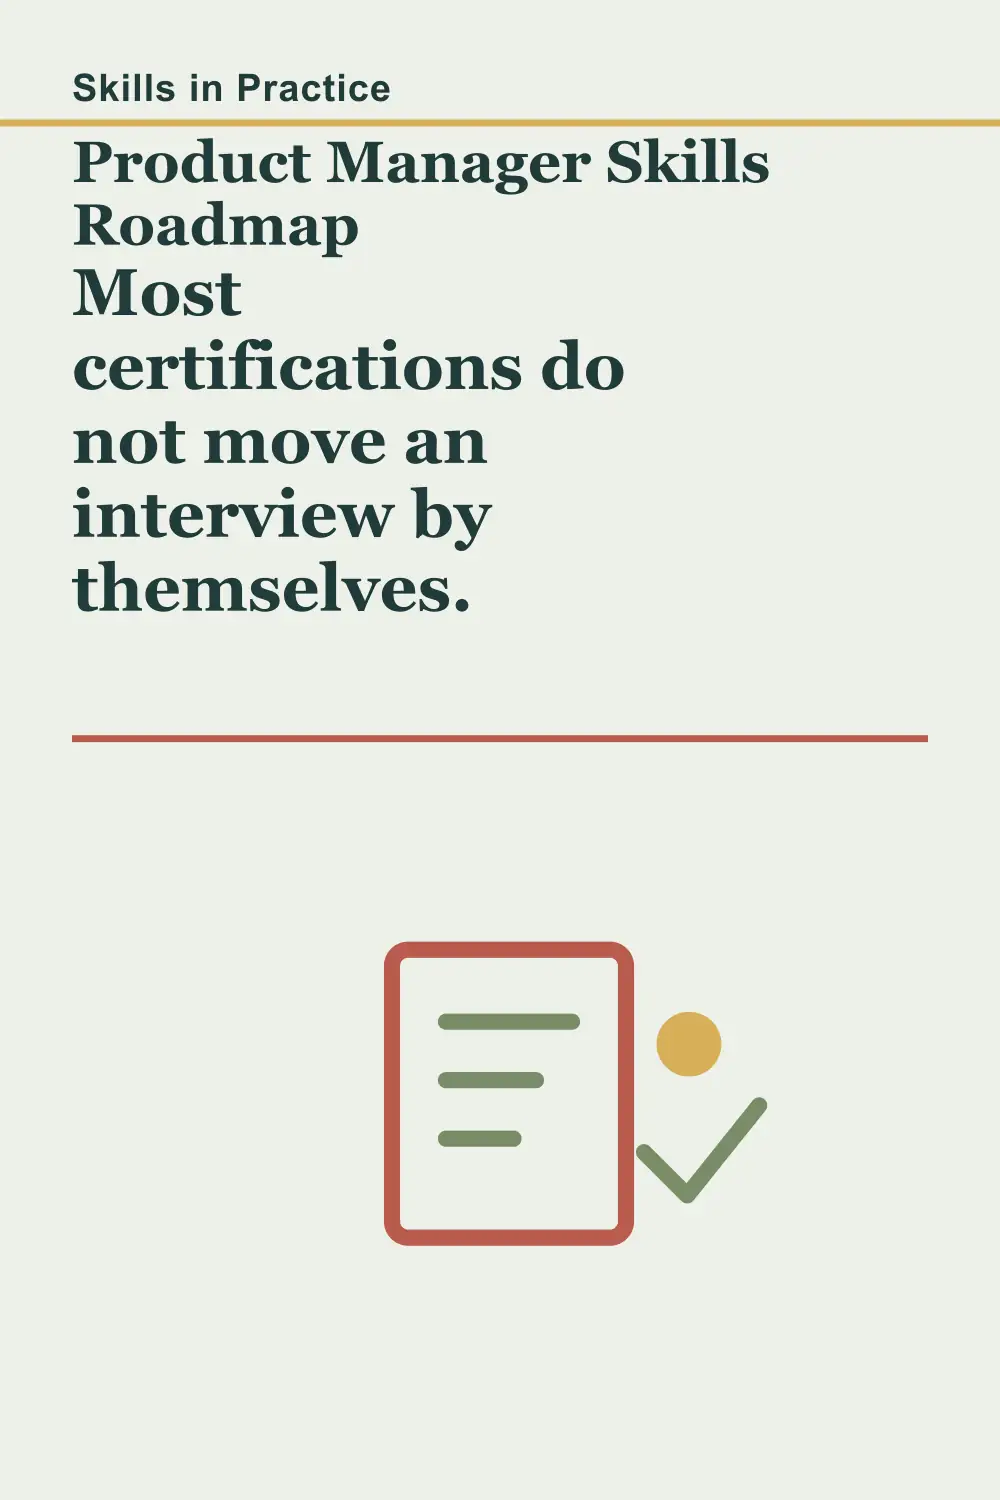 Skills in Practice
Product Manager Skills
Roadmap
Most
certifications do
not move an
interview by
themselves.